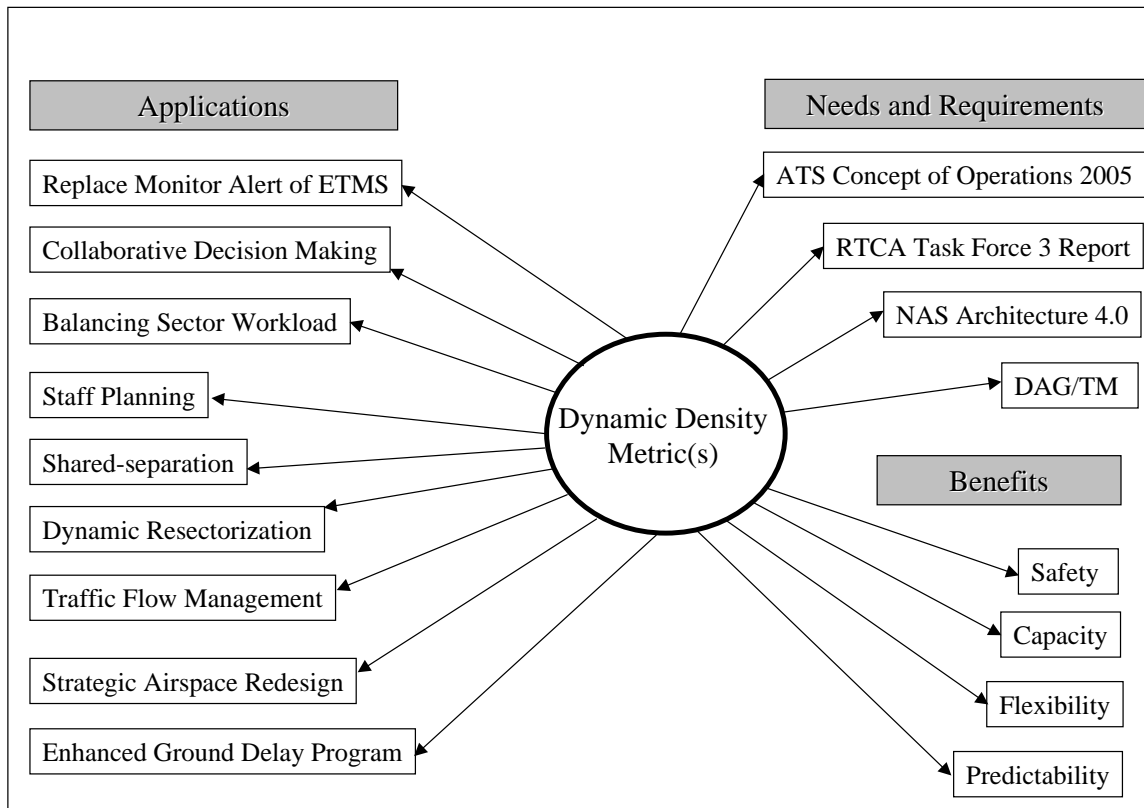 Applications
Replace Monitor Alert of ETMS
Collaborative Decision Making
Balancing Sector Workload
Staff Planning
Shared-separation
Dynamic Resectorization
Traffic Flow Management
Strategic Airspace Redesign
Enhanced Ground Delay Program
Dynamic Density
Metric(s)
Needs and Requirements
ATS Concept of Operations 2005
RTCA Task Force 3 Report
NAS Architecture 4.0
DAG/TM
Benefits
Safety
Capacity
Flexibility
Predictability